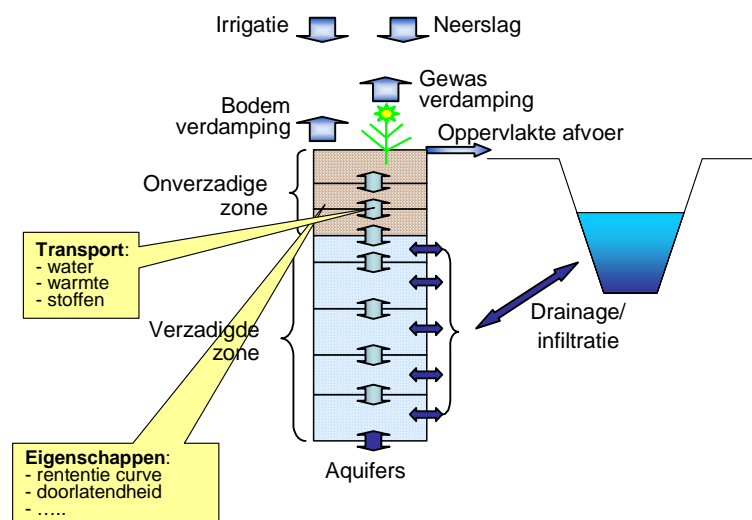 Irrigatie
Neerslag
Gewas
verdamping
Bodem
verdamping
Oppervlakte afvoer
Onverzadige
zone
Transport:
- water
- warmte
- stoffen
Verzadigde
zone
Drainage/
infiltratie
Eigenschappen:
- rententie curve
- doorlatendheid
- …..
Aquifers